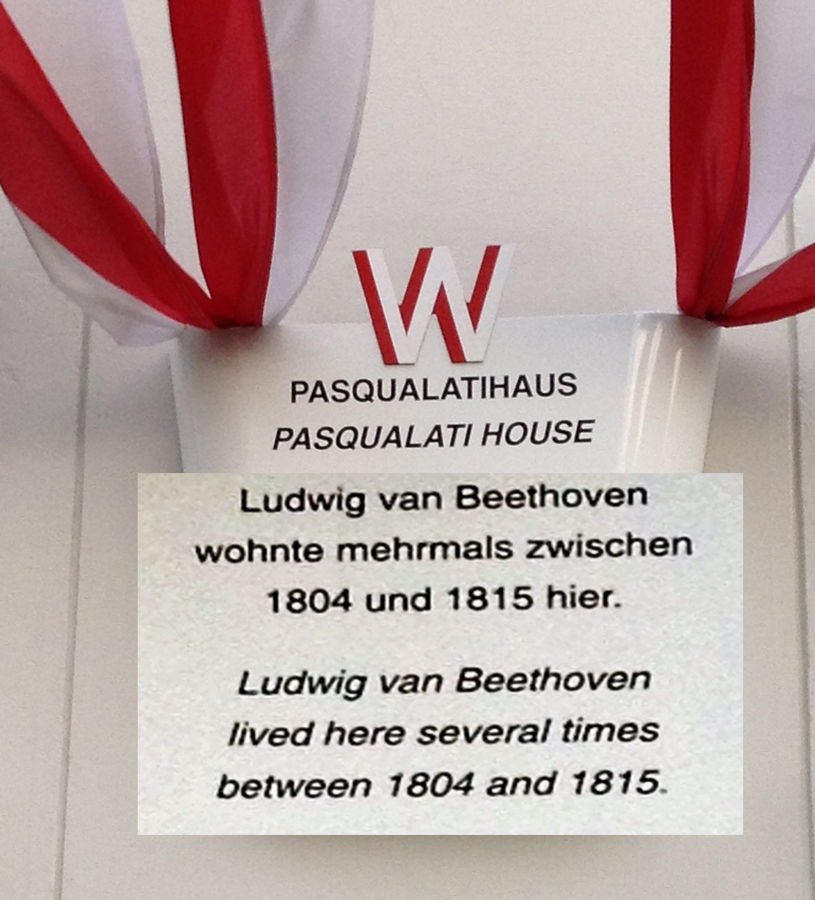 W
PASQUALATIHAUS
PASQUALATI HOUSE
Ludwig van Beethoven
wohnte mehrmals zwischen
1804 und 1815 hier.
Ludwig van Beethoven
lived here several times
between 1804 and 1815.